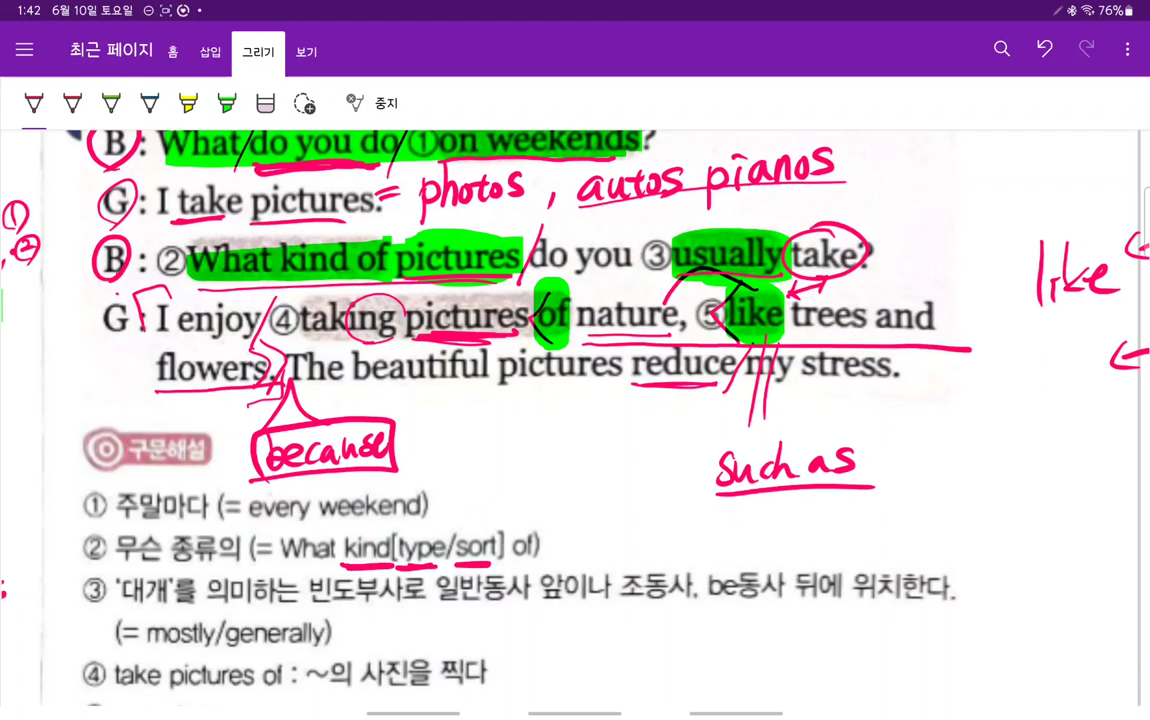 1:42 6월 10일 토요일 76%
최근 페이지 홈 삽입 그리기 보기
중지
B : What do you do ①on weekends?
G : I take pictures. = photos, autos pianos
①
②
B : ②What kind of pictures do you ③usually take?
like
G : I enjoy ④taking pictures of nature, ⑤like trees and
flowers. The beautiful pictures reduce my stress.
because
such as
구문해설
① 주말마다 (= every weekend)
② 무슨 종류의 (= What kind[type/sort] of)
③ '대개'를 의미하는 빈도부사로 일반동사 앞이나 조동사, be동사 뒤에 위치한다.
(= mostly/generally)
④ take pictures of : ~의 사진을 찍다